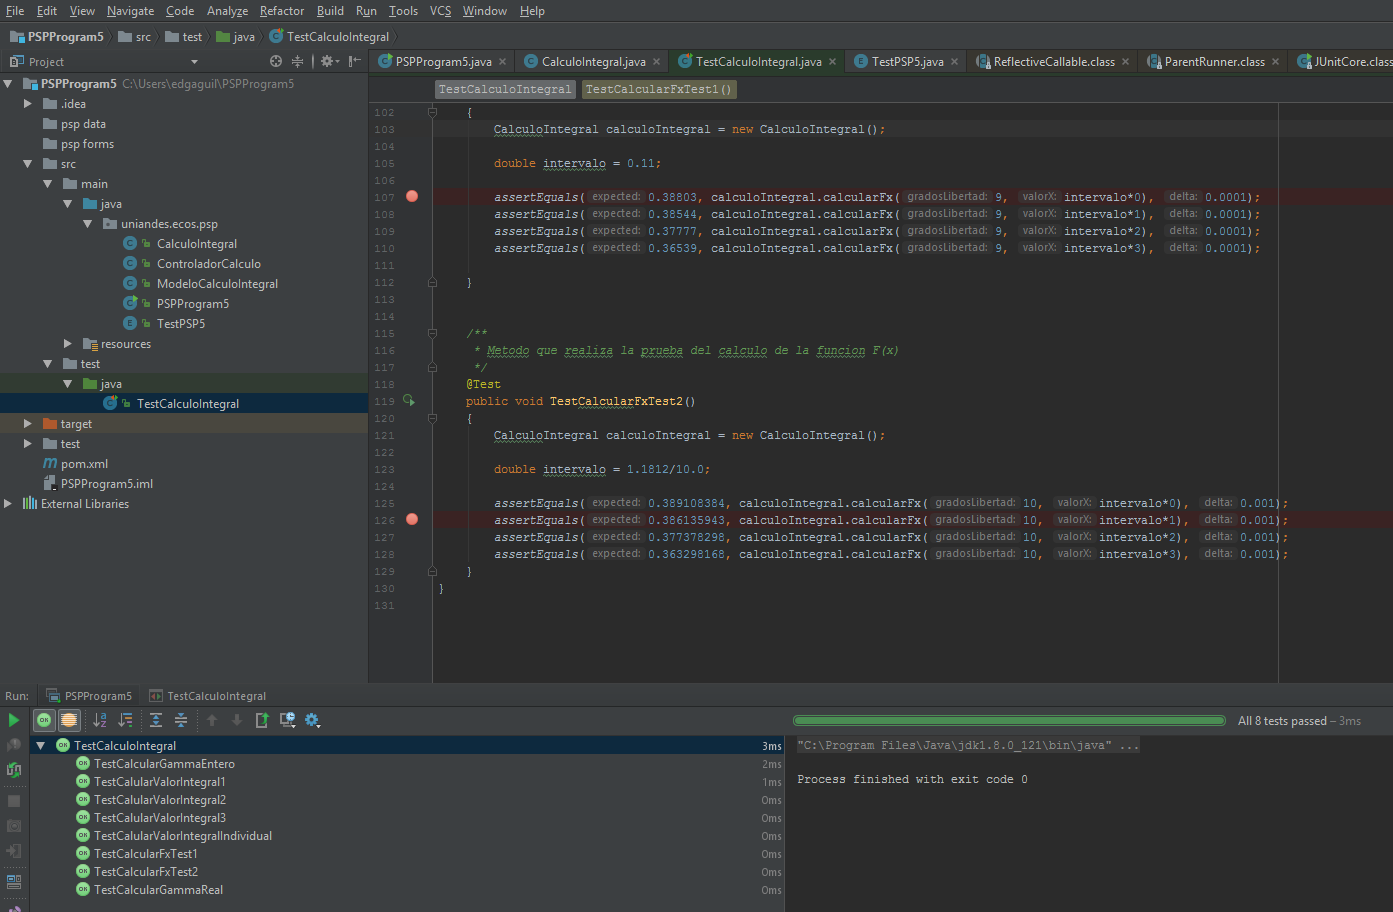 File Edit View Navigate Code Analyze Refactor Build Run Tools VCS Window Help
PSPProgram5 src test java TestCalculoIntegral
Project
PSPProgram5.java CalculoIntegral.java TestCalculoIntegral.java TestPSP5.java ReflectiveCallable.class ParentRunner.class JUnitCore.class
PSPProgram5 C:\Users\edgaguil\PSPProgram5
.idea
psp data
psp forms
src
main
java
uniandes.ecos.psp
CalculoIntegral
ControladorCalculo
ModeloCalculoIntegral
PSPProgram5
TestPSP5
resources
test
java
TestCalculoIntegral
target
test
pom.xml
PSPProgram5.iml
External Libraries
TestCalculoIntegral TestCalcularFxTest1()
102 {
103 CalculoIntegral calculoIntegral = new CalculoIntegral();
104
105 double intervalo = 0.11;
106
107 assertEquals( expected: 0.38803, calculoIntegral.calcularFx( gradosLibertad: 9, valorX: intervalo*0), delta: 0.0001);
108 assertEquals( expected: 0.38544, calculoIntegral.calcularFx( gradosLibertad: 9, valorX: intervalo*1), delta: 0.0001);
109 assertEquals( expected: 0.37777, calculoIntegral.calcularFx( gradosLibertad: 9, valorX: intervalo*2), delta: 0.0001);
110 assertEquals( expected: 0.36539, calculoIntegral.calcularFx( gradosLibertad: 9, valorX: intervalo*3), delta: 0.0001);
111
112 }
113
114
115 /**
116 * Metodo que realiza la prueba del calculo de la funcion F(x)
117 */
118 @Test
119 public void TestCalcularFxTest2()
120 {
121 CalculoIntegral calculoIntegral = new CalculoIntegral();
122
123 double intervalo = 1.1812/10.0;
124
125 assertEquals( expected: 0.389108384, calculoIntegral.calcularFx( gradosLibertad: 10, valorX: intervalo*0), delta: 0.001);
126 assertEquals( expected: 0.386135943, calculoIntegral.calcularFx( gradosLibertad: 10, valorX: intervalo*1), delta: 0.001);
127 assertEquals( expected: 0.377378298, calculoIntegral.calcularFx( gradosLibertad: 10, valorX: intervalo*2), delta: 0.001);
128 assertEquals( expected: 0.363298168, calculoIntegral.calcularFx( gradosLibertad: 10, valorX: intervalo*3), delta: 0.001);
129 }
130 }
131
Run: PSPProgram5 TestCalculoIntegral
All 8 tests passed – 3ms
TestCalculoIntegral 3ms
TestCalcularGammaEntero 2ms
TestCalularValorIntegral1 1ms
TestCalularValorIntegral2 0ms
TestCalularValorIntegral3 0ms
TestCalularValorIntegralIndividual 0ms
TestCalcularFxTest1 0ms
TestCalcularFxTest2 0ms
TestCalcularGammaReal 0ms
"C:\Program Files\Java\jdk1.8.0_121\bin\java" ...
Process finished with exit code 0